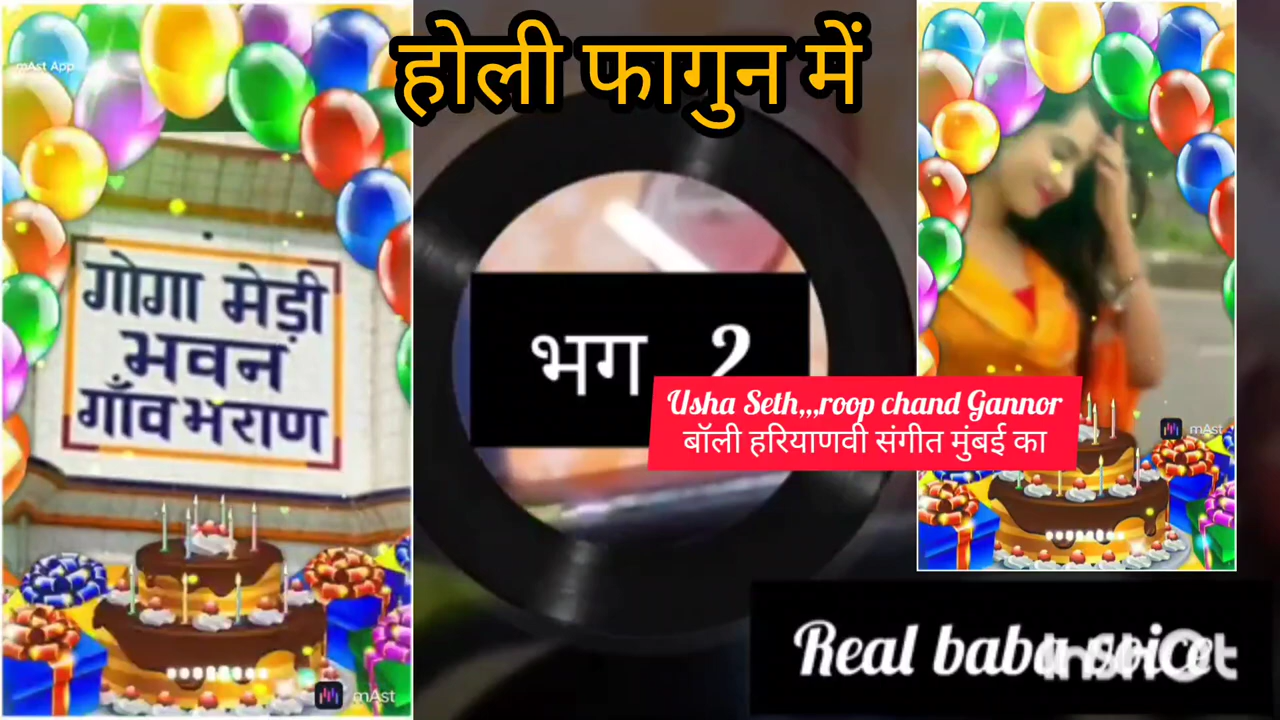 होली फागुन में
mAst App
गोगा मेड़ी
भवन
गाँव भराण
भग 2
Usha Seth,,,roop chand Gannor
बॉली हरियाणवी संगीत मुंबई का
mAst
mAst
Real baba voice
InShOt